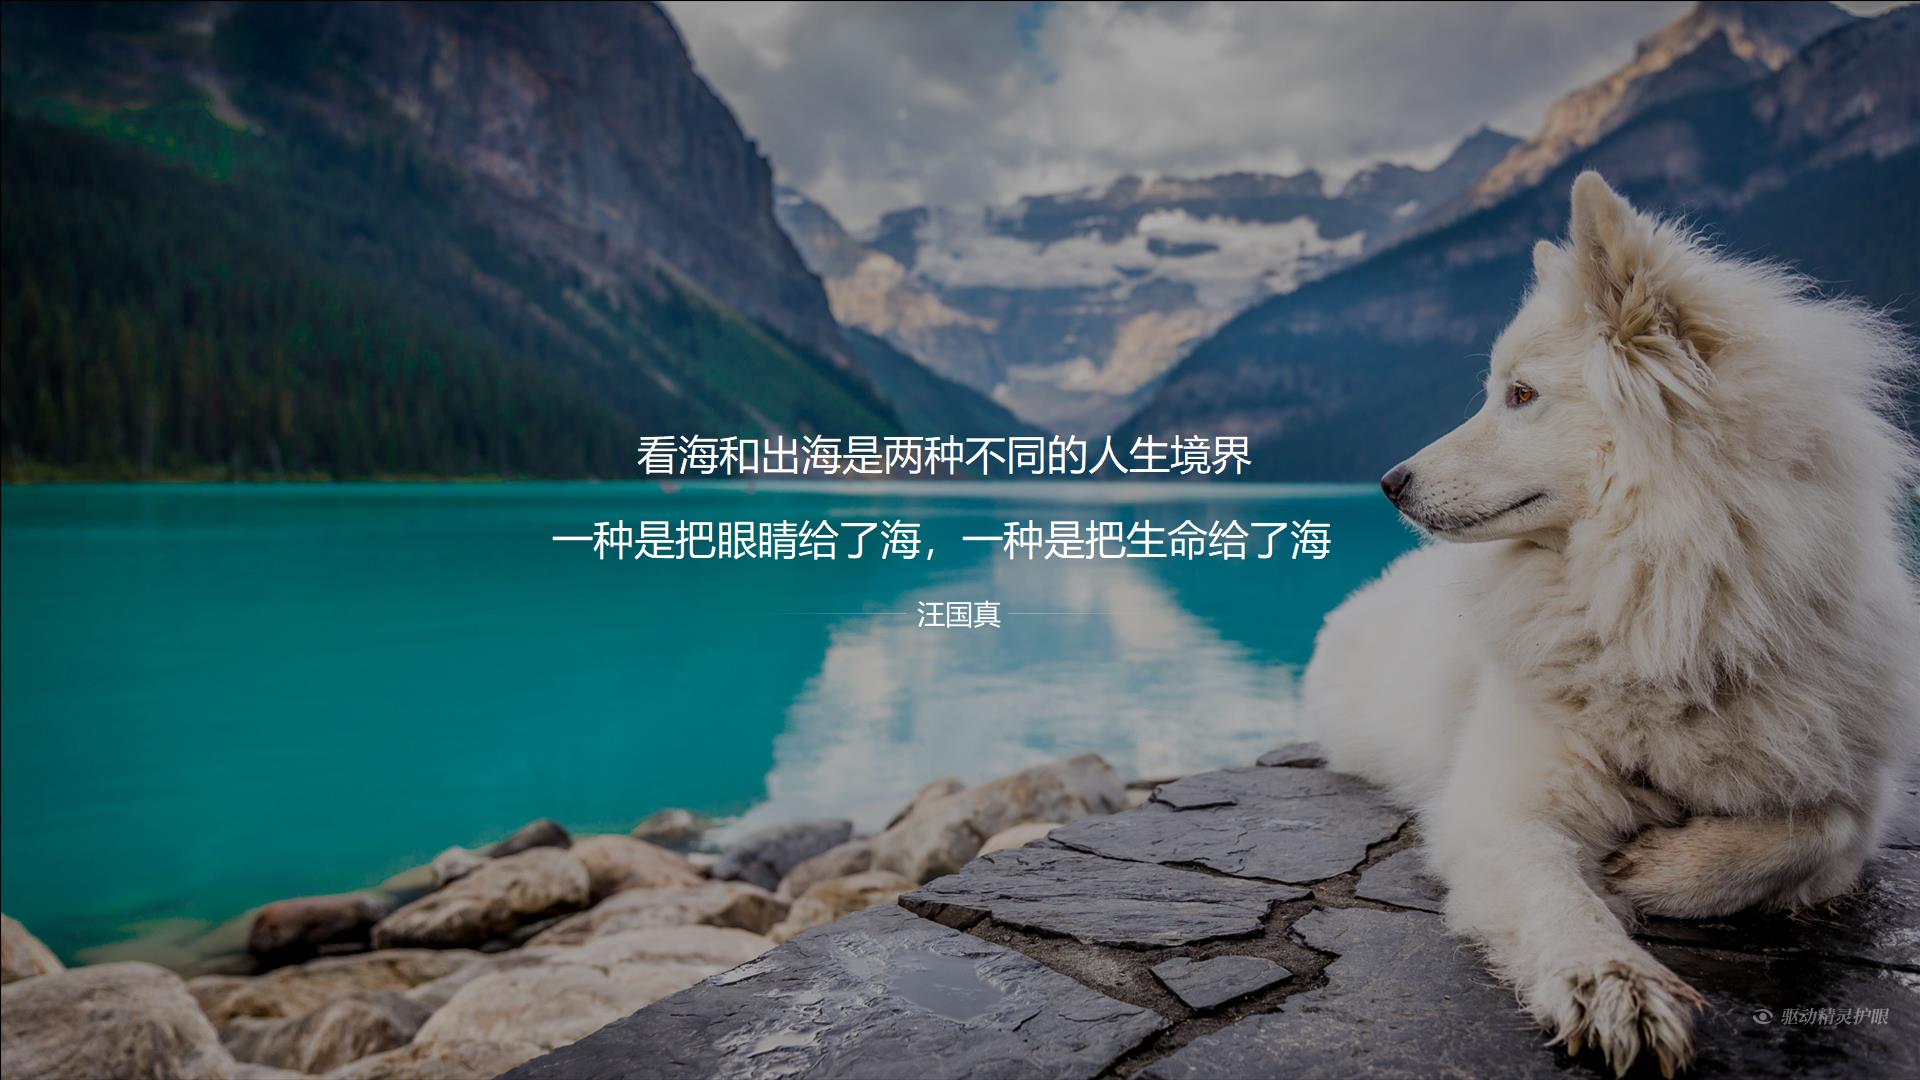 看海和出海是两种不同的人生境界
一种是把眼睛给了海，一种是把生命给了海
汪国真
驱动精灵护眼